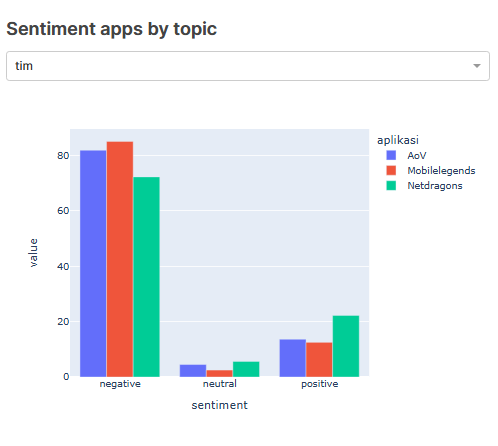 Sentiment apps by topic
tim
aplikasi
AoV
Mobilelegends
Netdragons
80
60
40
20
0
value
negative
neutral
positive
sentiment